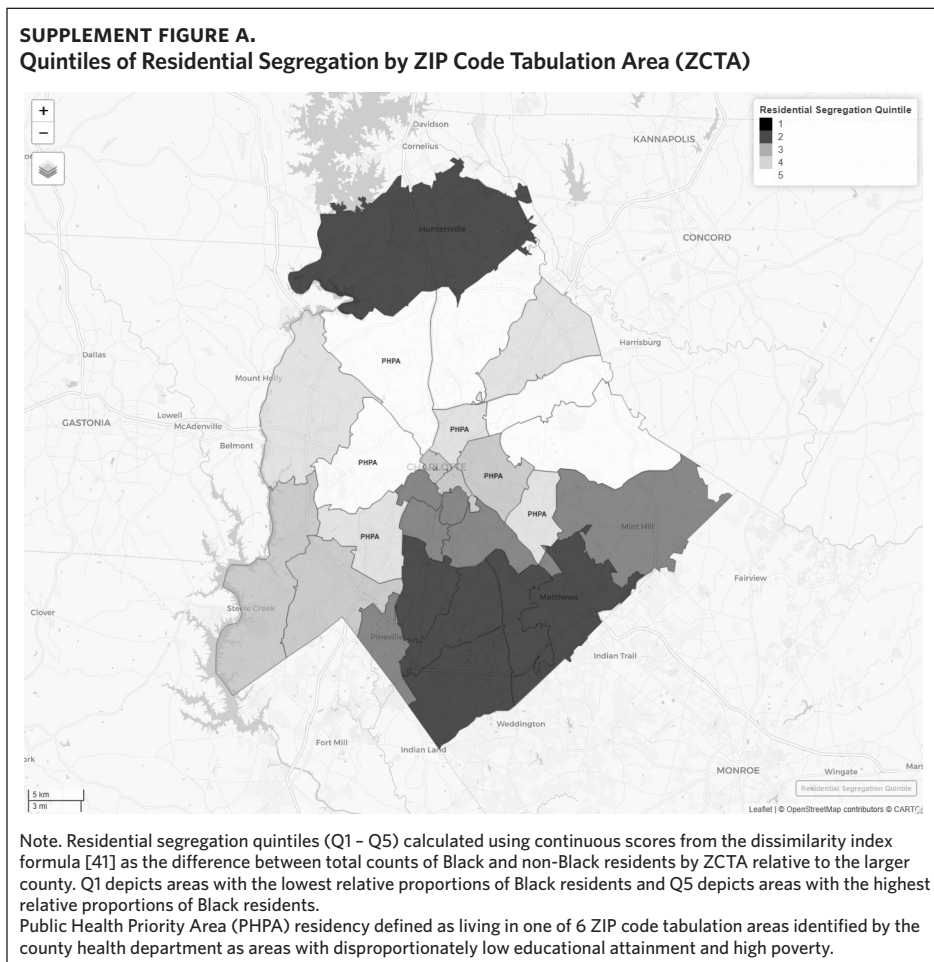 SUPPLEMENT FIGURE A.
Quintiles of Residential Segregation by ZIP Code Tabulation Area (ZCTA)
+
−
Davidson
Cornelius
KANNAPOLIS
Residential Segregation Quintile
1
2
3
4
5
Huntersville
CONCORD
Dallas
Harrisburg
PHPA
Mount Holly
GASTONIA
Lowell
McAdenville
Belmont
PHPA
PHPA
CHARLOTTE
PHPA
PHPA
PHPA
Mint Hill
Clover
Steele Creek
Matthews
Fairview
Pineville
Indian Trail
Fort Mill
Indian Land
Weddington
ork
MONROE
Wingate
Mars
5 km
3 mi
Residential Segregation Quintile
Leaflet | © OpenStreetMap contributors © CARTO
Note. Residential segregation quintiles (Q1 – Q5) calculated using continuous scores from the dissimilarity index
formula [41] as the difference between total counts of Black and non-Black residents by ZCTA relative to the larger
county. Q1 depicts areas with the lowest relative proportions of Black residents and Q5 depicts areas with the highest
relative proportions of Black residents.
Public Health Priority Area (PHPA) residency defined as living in one of 6 ZIP code tabulation areas identified by the
county health department as areas with disproportionately low educational attainment and high poverty.